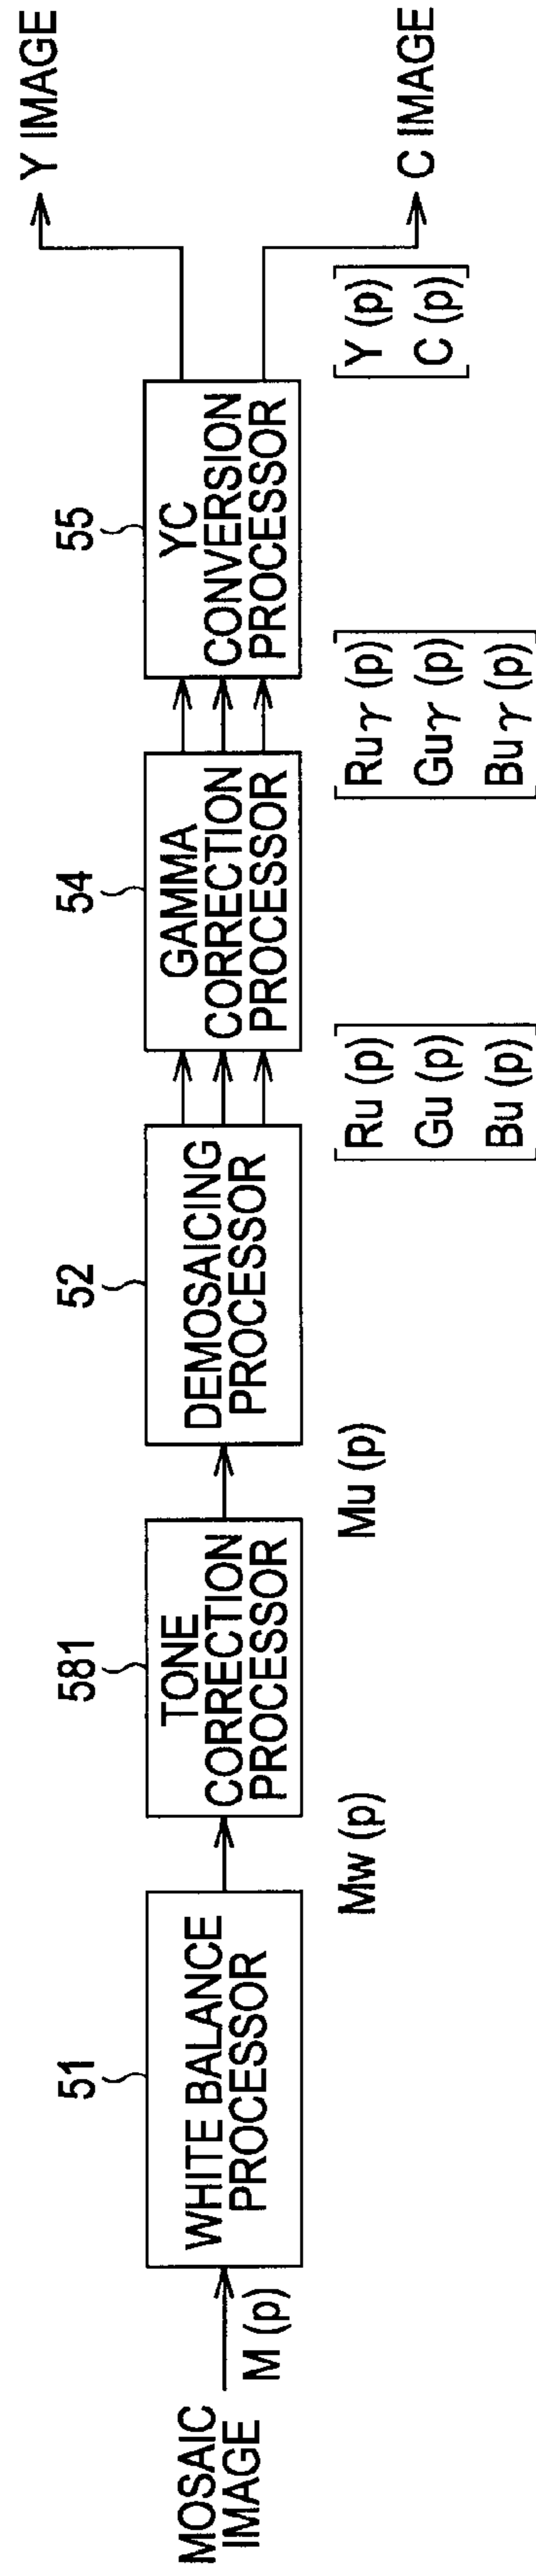 MOSAIC
IMAGE
M (p)
51
WHITE BALANCE
PROCESSOR
Mw (p)
581
TONE
CORRECTION
PROCESSOR
Mu (p)
52
DEMOSAICING
PROCESSOR
Ru (p)
Gu (p)
Bu (p)
54
GAMMA
CORRECTION
PROCESSOR
Ruγ (p)
Guγ (p)
Buγ (p)
55
YC
CONVERSION
PROCESSOR
Y (p)
C (p)
Y IMAGE
C IMAGE